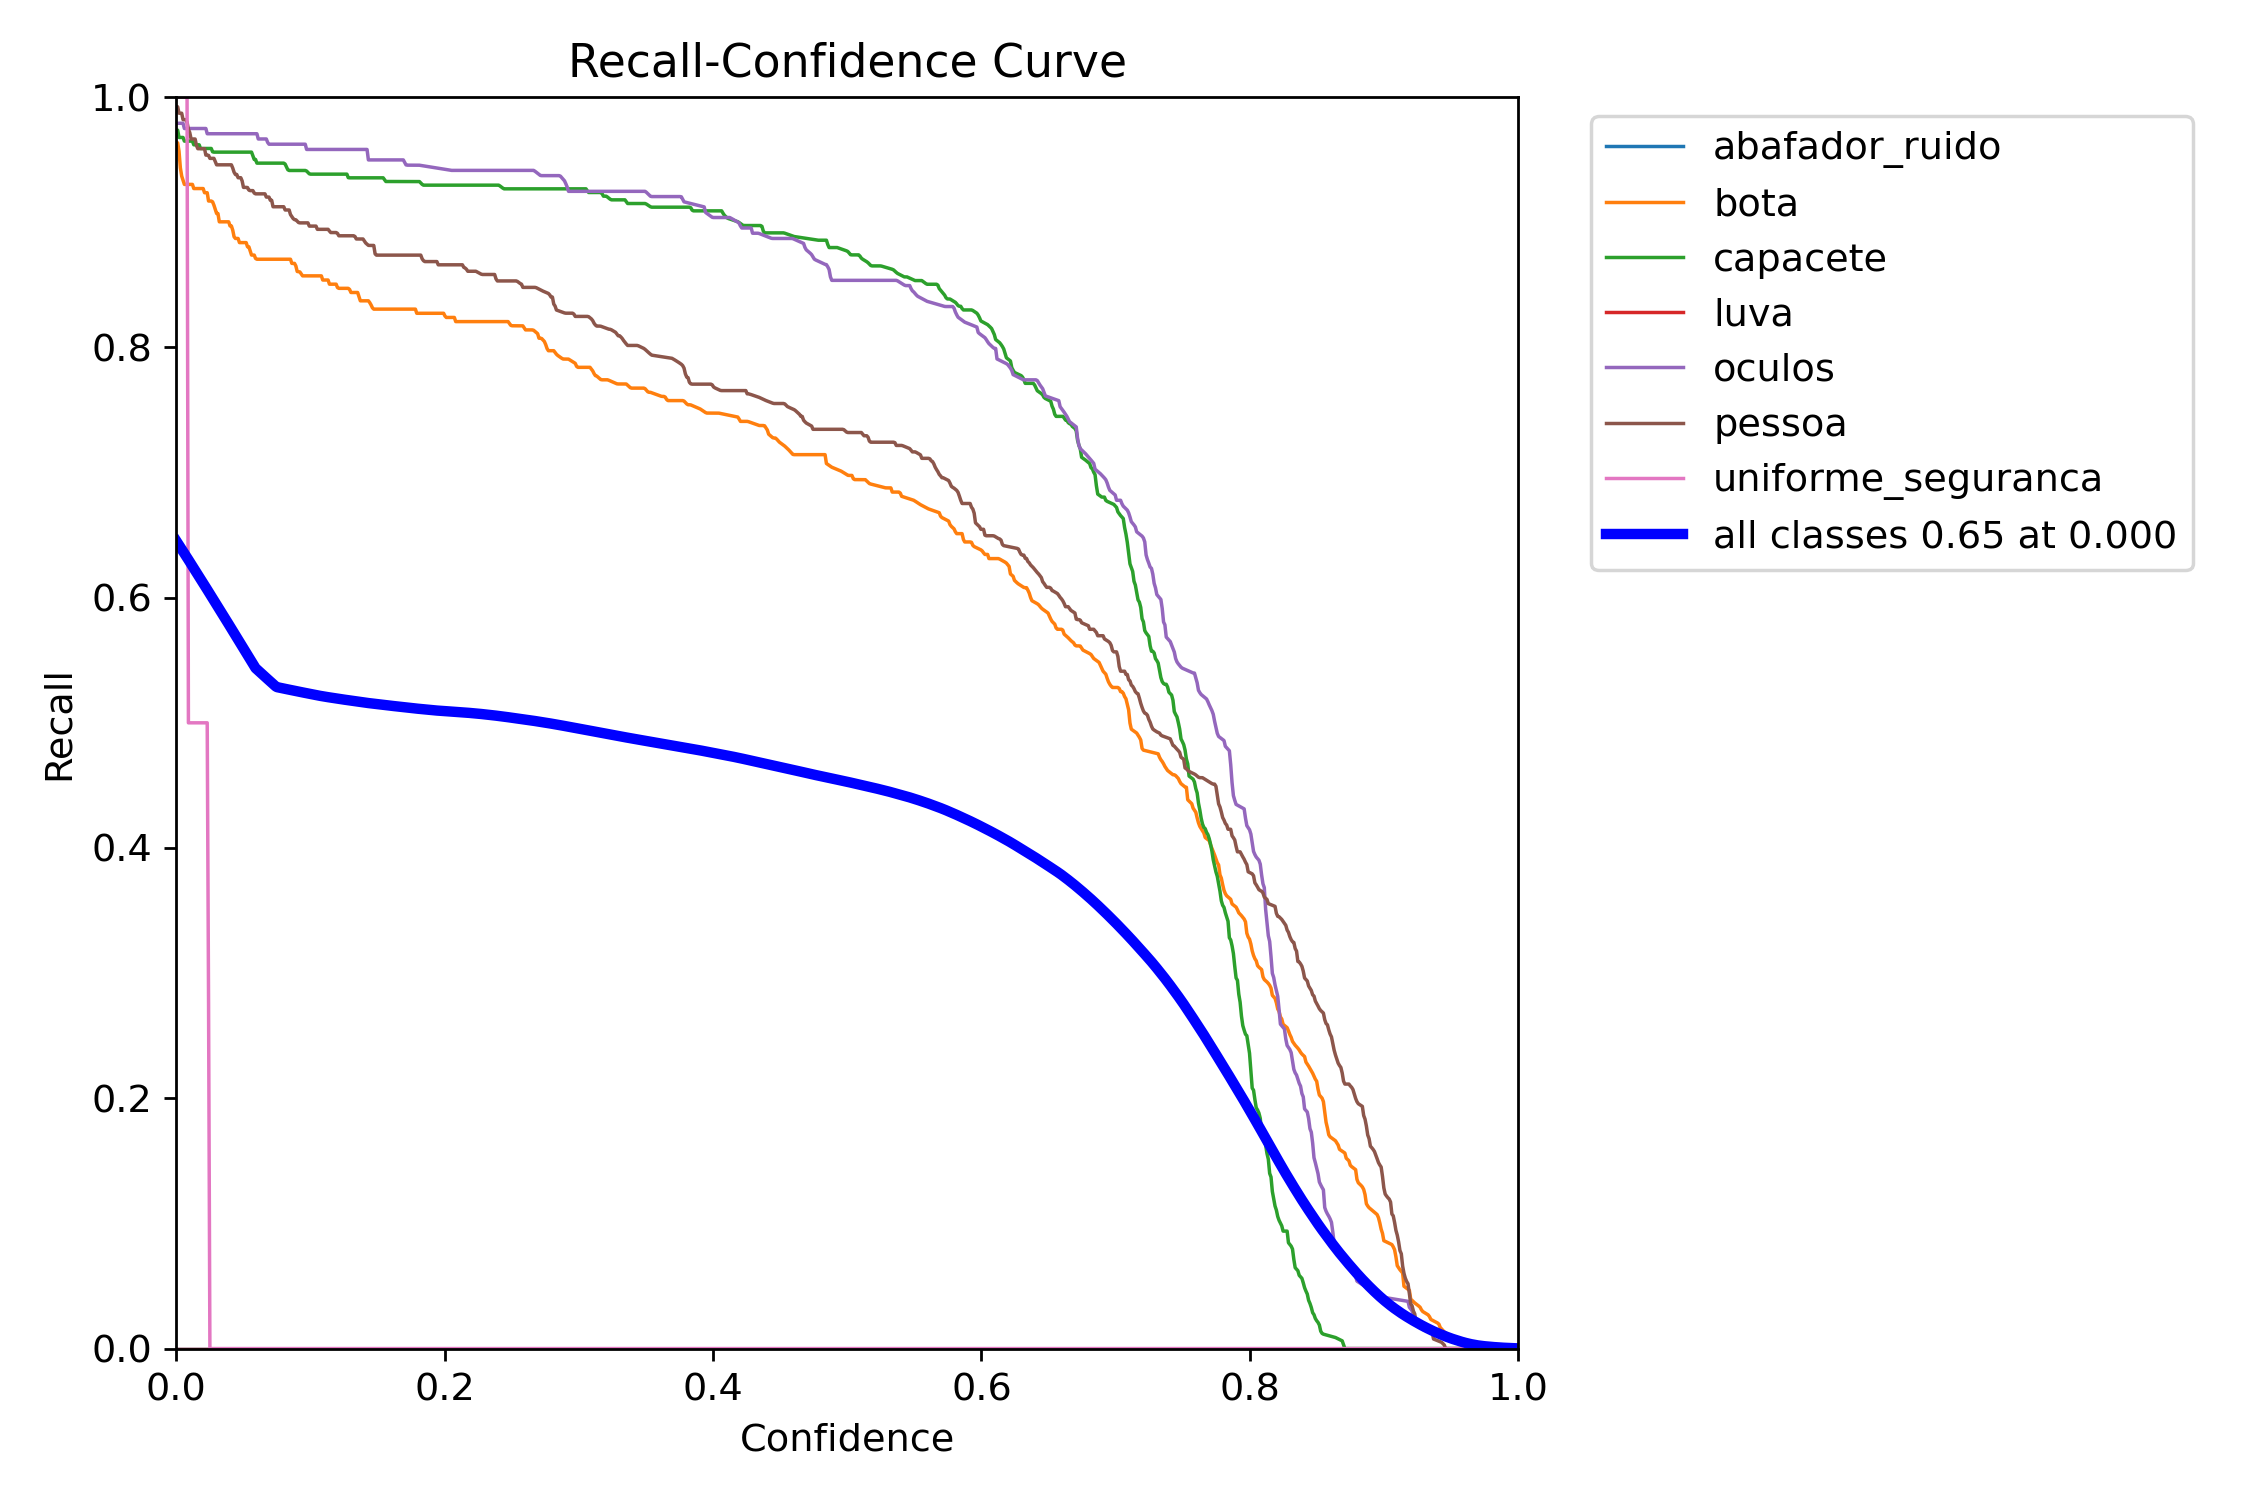 Recall-Confidence Curve
1.0
0.8
0.6
0.4
0.2
0.0
Recall
0.0 0.2 0.4 0.6 0.8 1.0
Confidence
abafador_ruido
bota
capacete
luva
oculos
pessoa
uniforme_seguranca
all classes 0.65 at 0.000